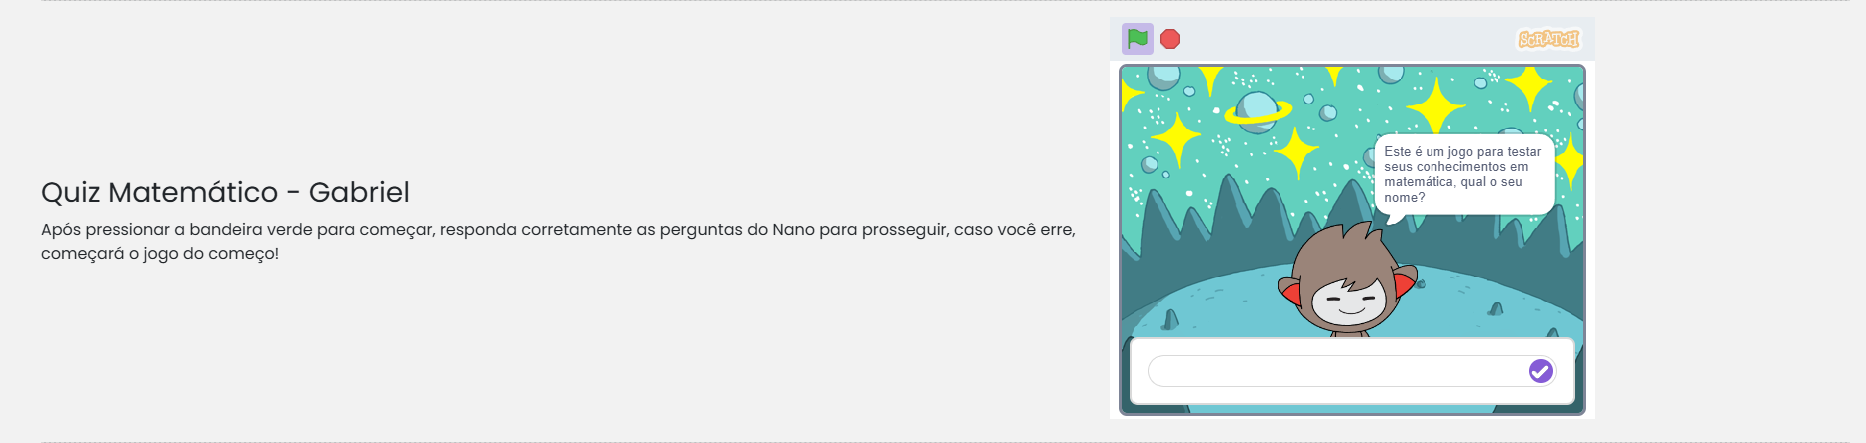 SCRATCH
Este é um jogo para testar
seus conhecimentos em
matemática, qual o seu
nome?
Quiz Matemático - Gabriel
Após pressionar a bandeira verde para começar, responda corretamente as perguntas do Nano para prosseguir, caso você erre,
começará o jogo do começo!